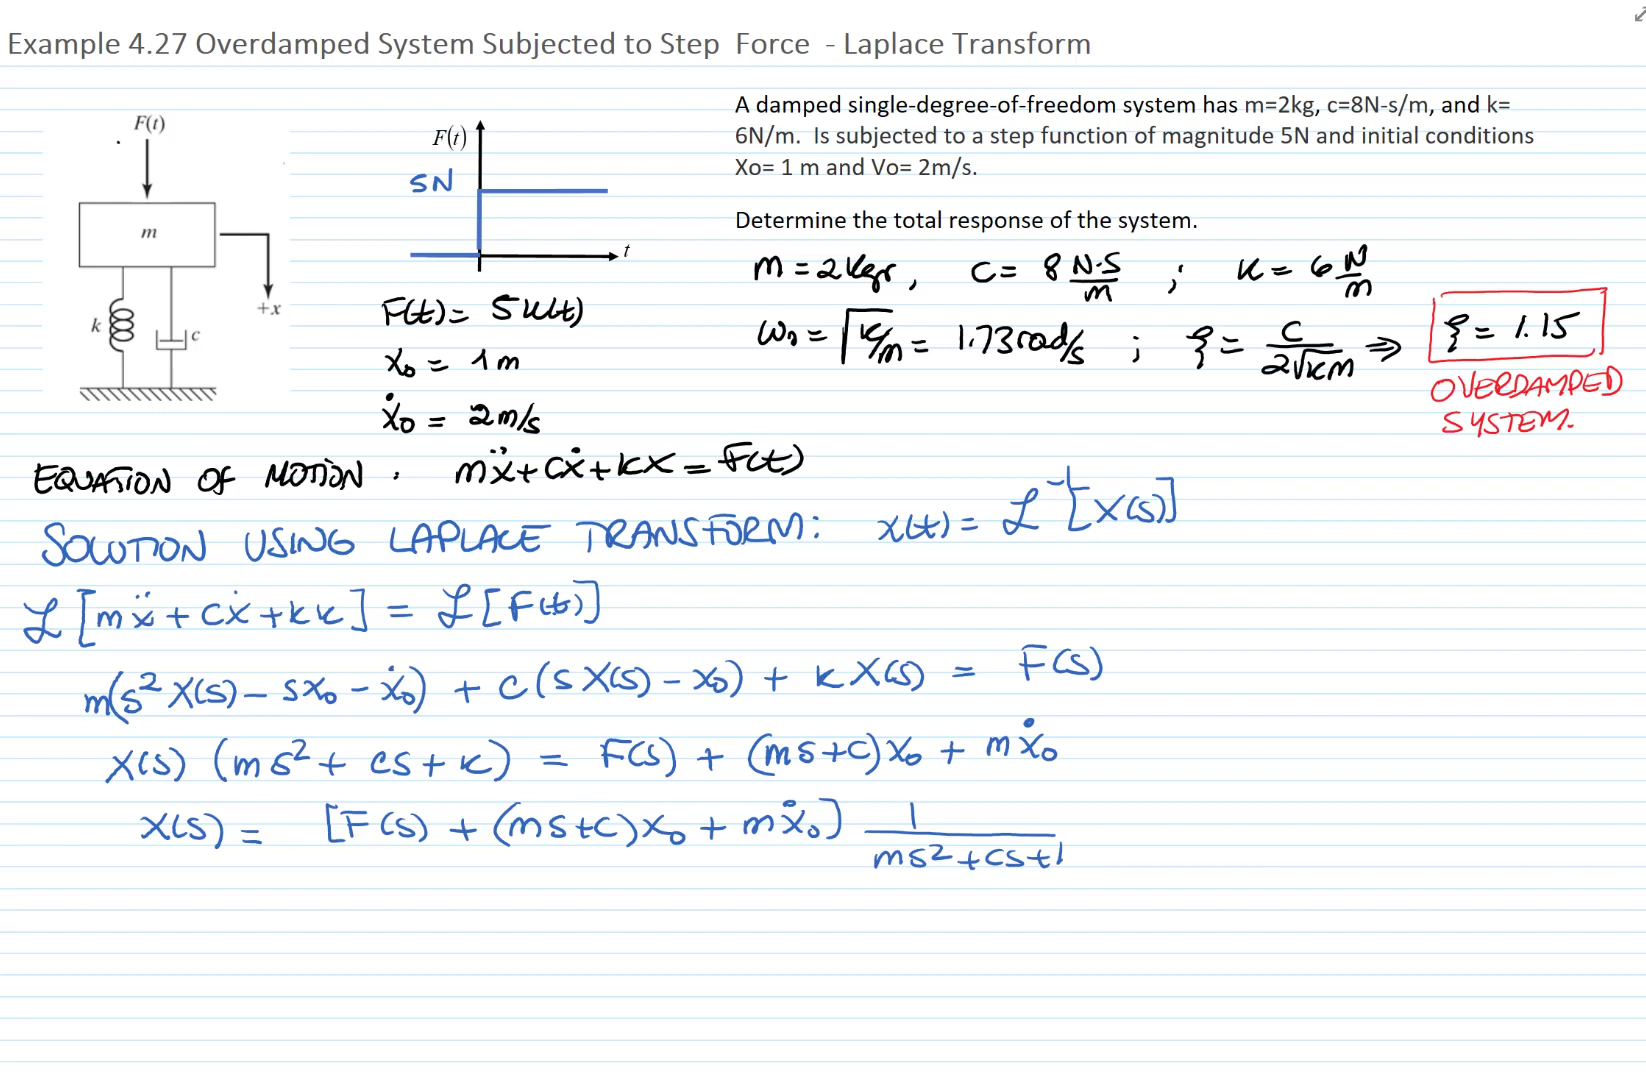 Example 4.27 Overdamped System Subjected to Step Force - Laplace Transform
A damped single-degree-of-freedom system has m=2kg, c=8N-s/m, and k=
6N/m. Is subjected to a step function of magnitude 5N and initial conditions
Xo= 1 m and Vo= 2m/s.
Determine the total response of the system.
F(t)
m
k
c
+x
F(t)
5N
t
F(t) = 5 u(t)
x₀ = 1 m
ẋ₀ = 2 m/s
m = 2 kgr, c = 8 N·S/m ; k = 6 N/m
ωₙ = √k/m = 1.73 rad/s ; ξ = c/2√km ⇒ ξ = 1.15
OVERDAMPED
SYSTEM.
EQUATION OF MOTION . mẍ + cẋ + kx = F(t)
SOLUTION USING LAPLACE TRANSFORM: x(t) = ℒ⁻¹[X(s)]
ℒ[mẍ + cẋ + kx] = ℒ[F(t)]
m(s²X(s) - sx₀ - ẋ₀) + c(sX(s) - x₀) + kX(s) = F(s)
X(s) (ms² + cs + k) = F(s) + (ms+c)x₀ + mẋ₀
X(s) = [F(s) + (ms+c)x₀ + mẋ₀] 1/ms²+cs+l